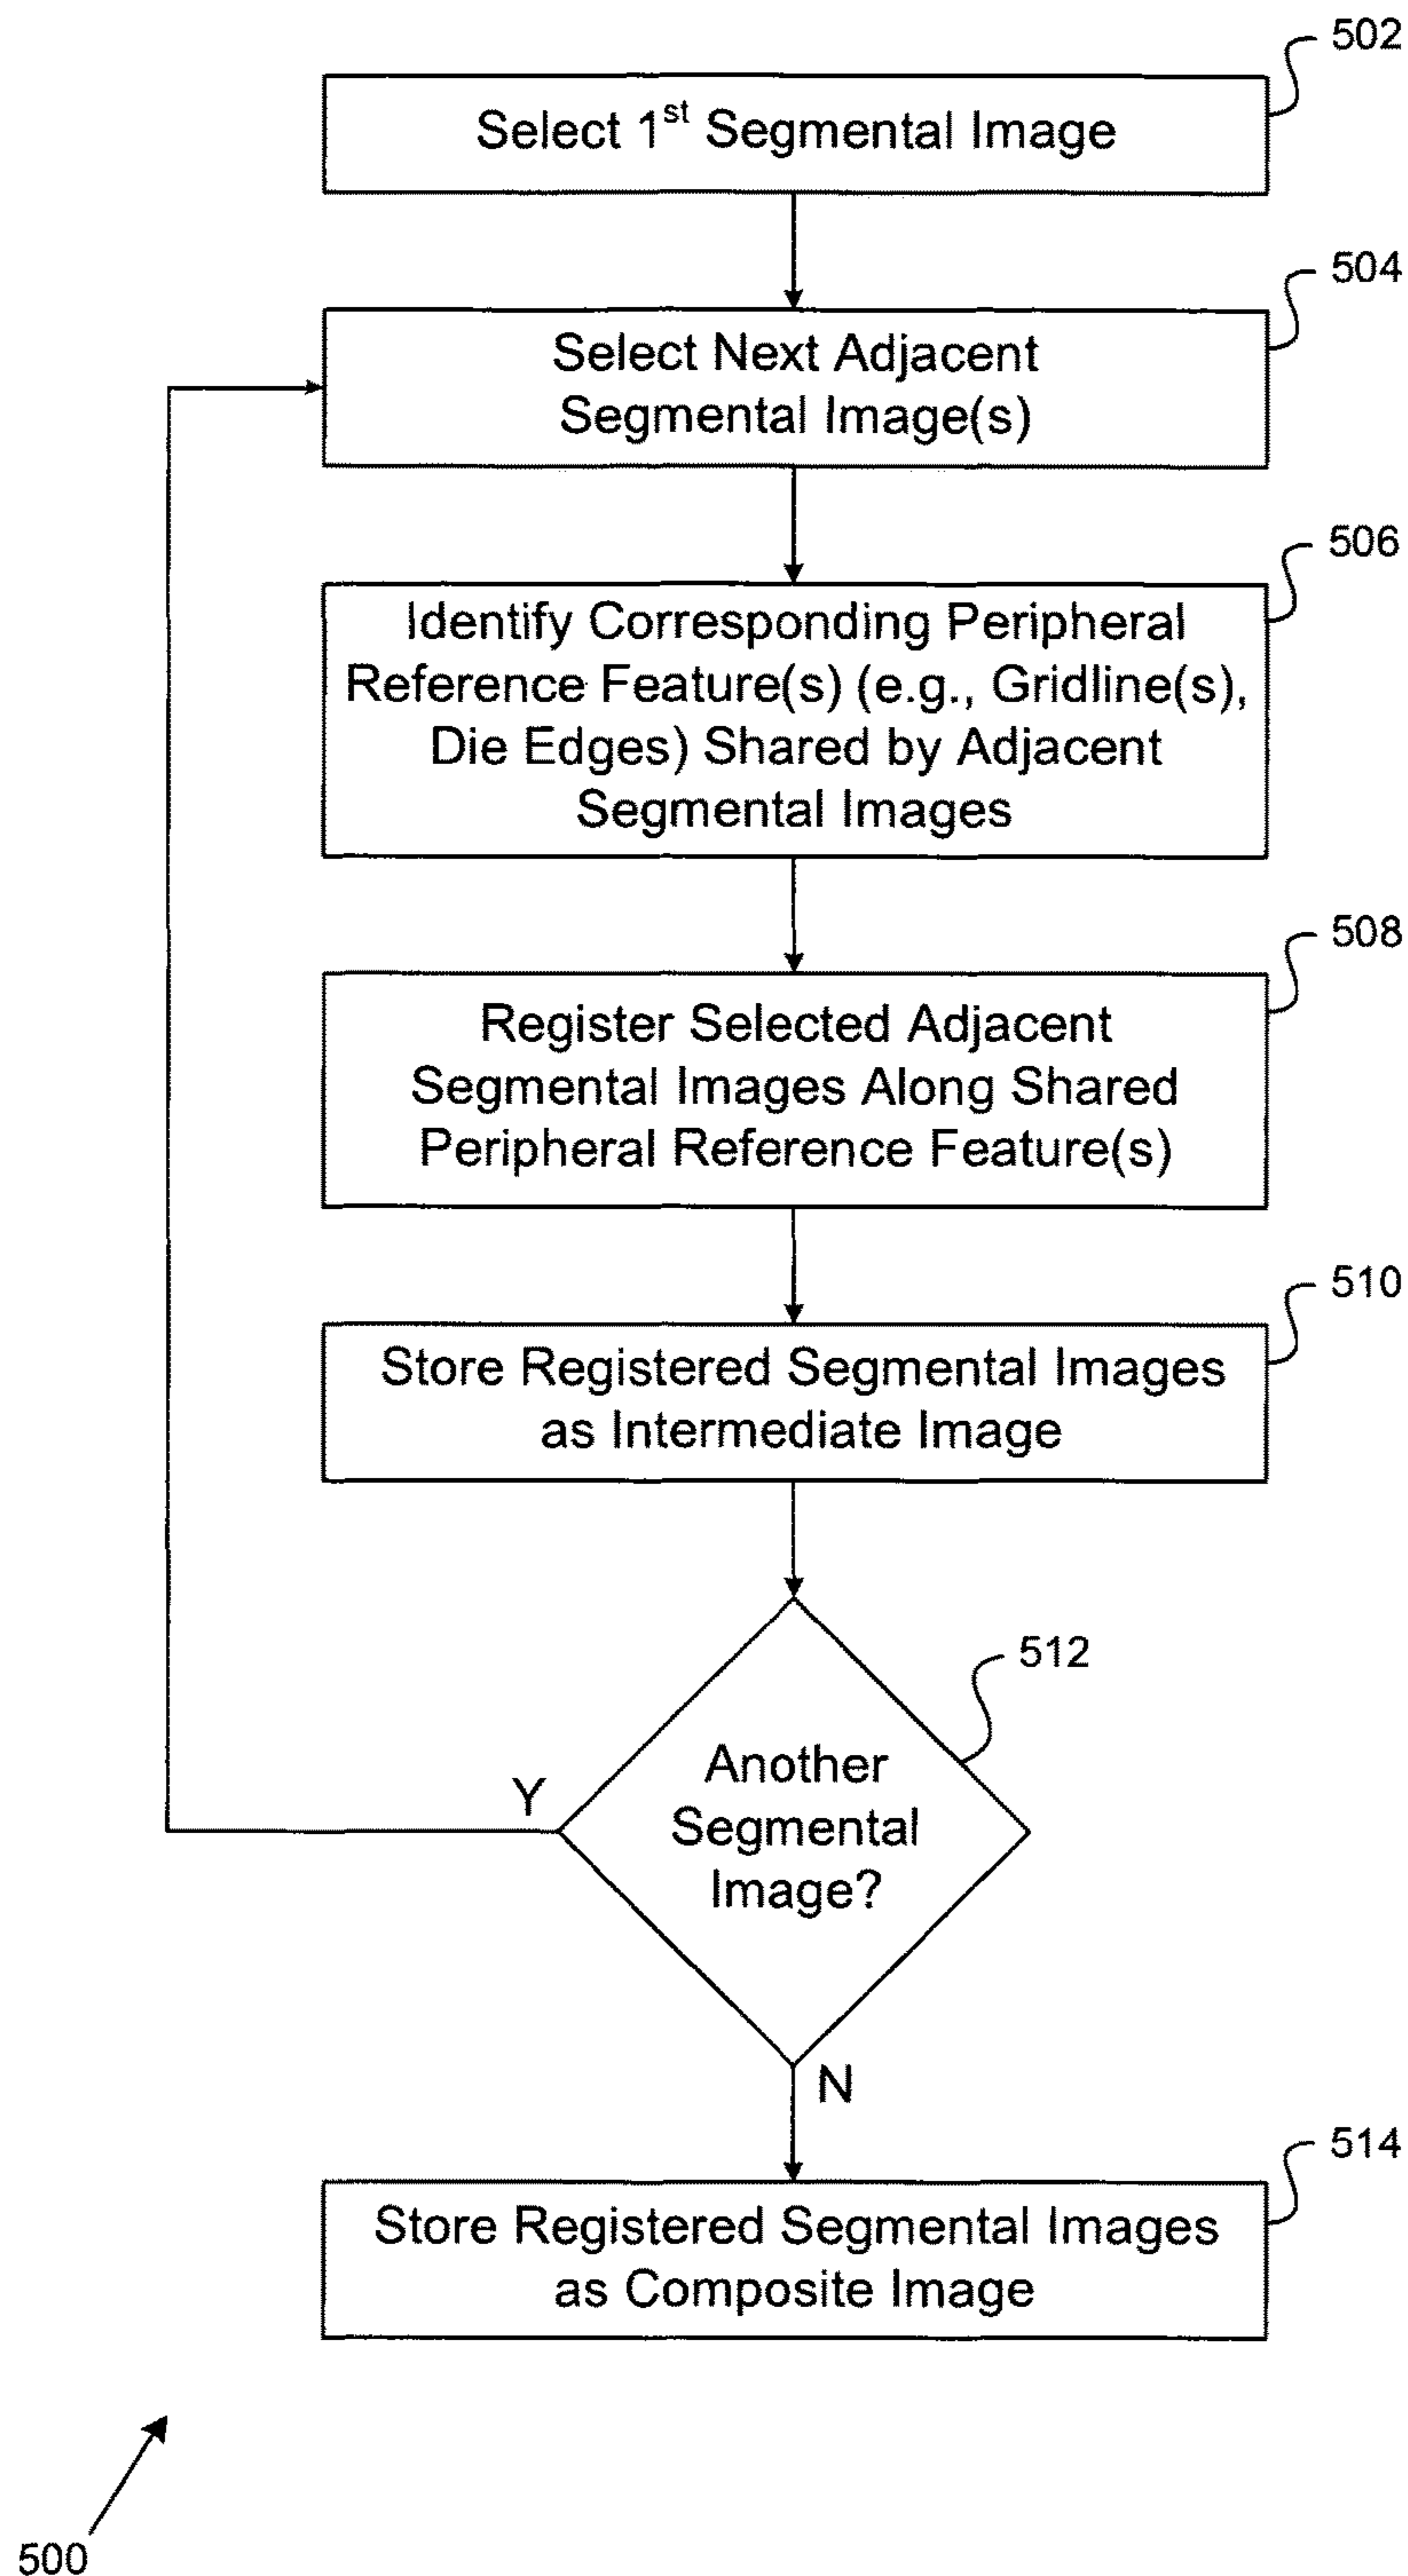 502
Select 1st Segmental Image
504
Select Next Adjacent
Segmental Image(s)
506
Identify Corresponding Peripheral
Reference Feature(s) (e.g., Gridline(s),
Die Edges) Shared by Adjacent
Segmental Images
508
Register Selected Adjacent
Segmental Images Along Shared
Peripheral Reference Feature(s)
510
Store Registered Segmental Images
as Intermediate Image
512
Another
Segmental
Image?
Y
N
514
Store Registered Segmental Images
as Composite Image
500